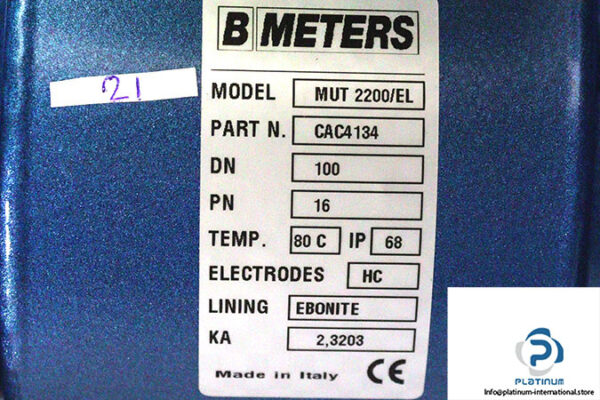 B METERS
21
MODEL MUT 2200/EL
PART N. CAC4134
DN 100
PN 16
TEMP. 80 C IP 68
ELECTRODES HC
LINING EBONITE
KA 2,3203
Made in Italy CE
PLATINUM
Info@platinum-international.store